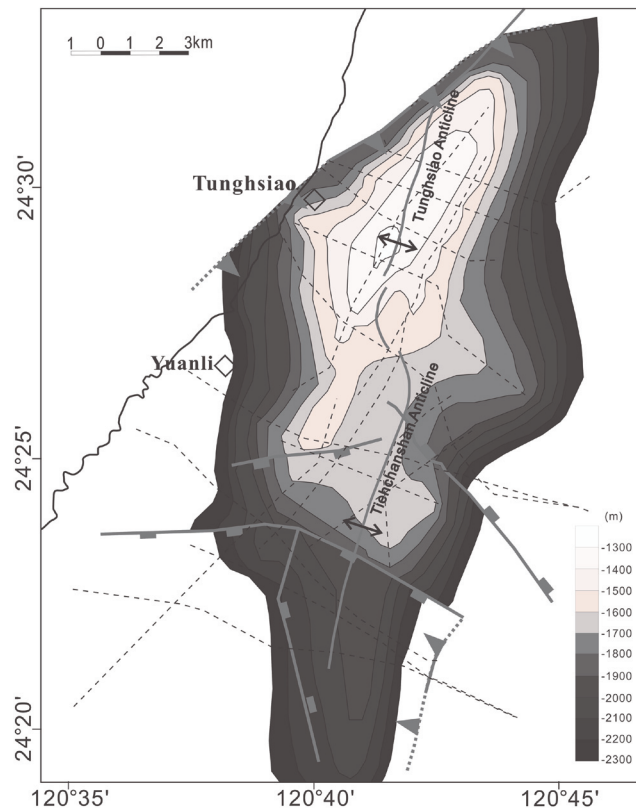 1 0 1 2 3km
24°30'
Tunghsiao
Tunghsiao Anticline
Yuanli
Tiehchanshan Anticline
24°25'
(m)
-1300
-1400
-1500
-1600
-1700
-1800
-1900
-2000
-2100
-2200
-2300
24°20'
120°35' 120°40' 120°45'